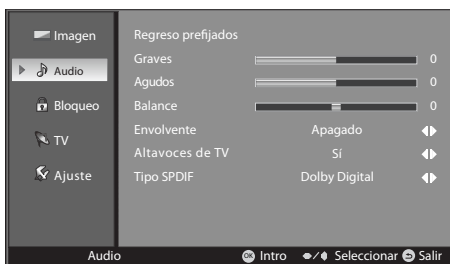 Imagen
Audio
Bloqueo
TV
Ajuste
Regreso prefijados
Graves 0
Agudos 0
Balance 0
Envolvente Apagado
Altavoces de TV Sí
Tipo SPDIF Dolby Digital
Audio OK Intro / Seleccionar Salir